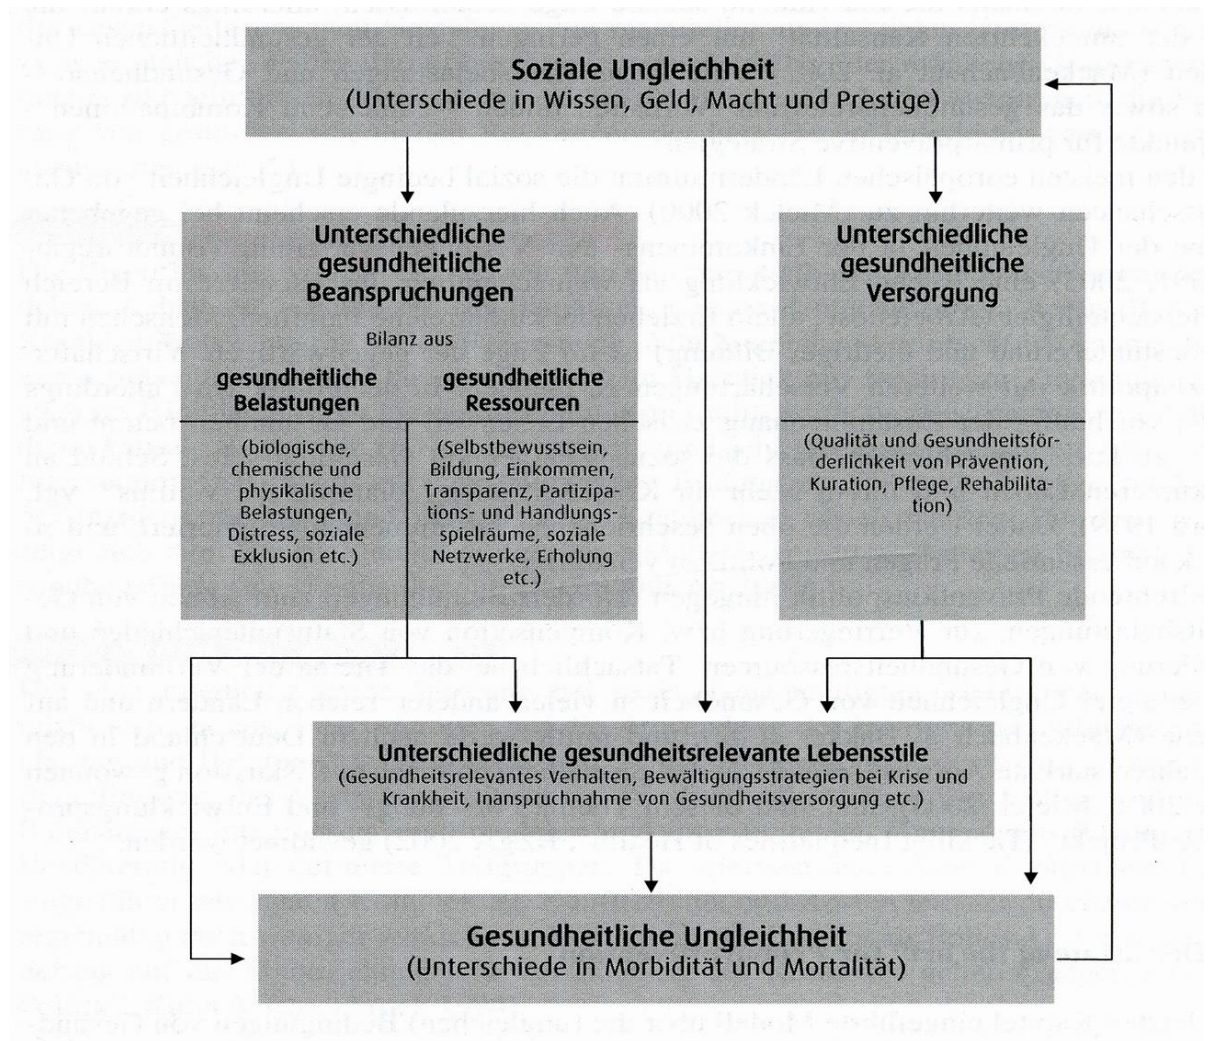 Soziale Ungleichheit
(Unterschiede in Wissen, Geld, Macht und Prestige)
Unterschiedliche
gesundheitliche
Beanspruchungen
Bilanz aus
gesundheitliche
Belastungen
(biologische,
chemische und
physikalische
Belastungen,
Distress, soziale
Exklusion etc.)
gesundheitliche
Ressourcen
(Selbstbewusstsein,
Bildung, Einkommen,
Transparenz, Partizipa-
tions- und Handlungs-
spielräume, soziale
Netzwerke, Erholung
etc.)
Unterschiedliche
gesundheitliche
Versorgung
(Qualität und Gesundheitsför-
derlichkeit von Prävention,
Kuration, Pflege, Rehabilita-
tion)
Unterschiedliche gesundheitsrelevante Lebensstile
(Gesundheitsrelevantes Verhalten, Bewältigungsstrategien bei Krise und
Krankheit, Inanspruchnahme von Gesundheitsversorgung etc.)
Gesundheitliche Ungleichheit
(Unterschiede in Morbidität und Mortalität)